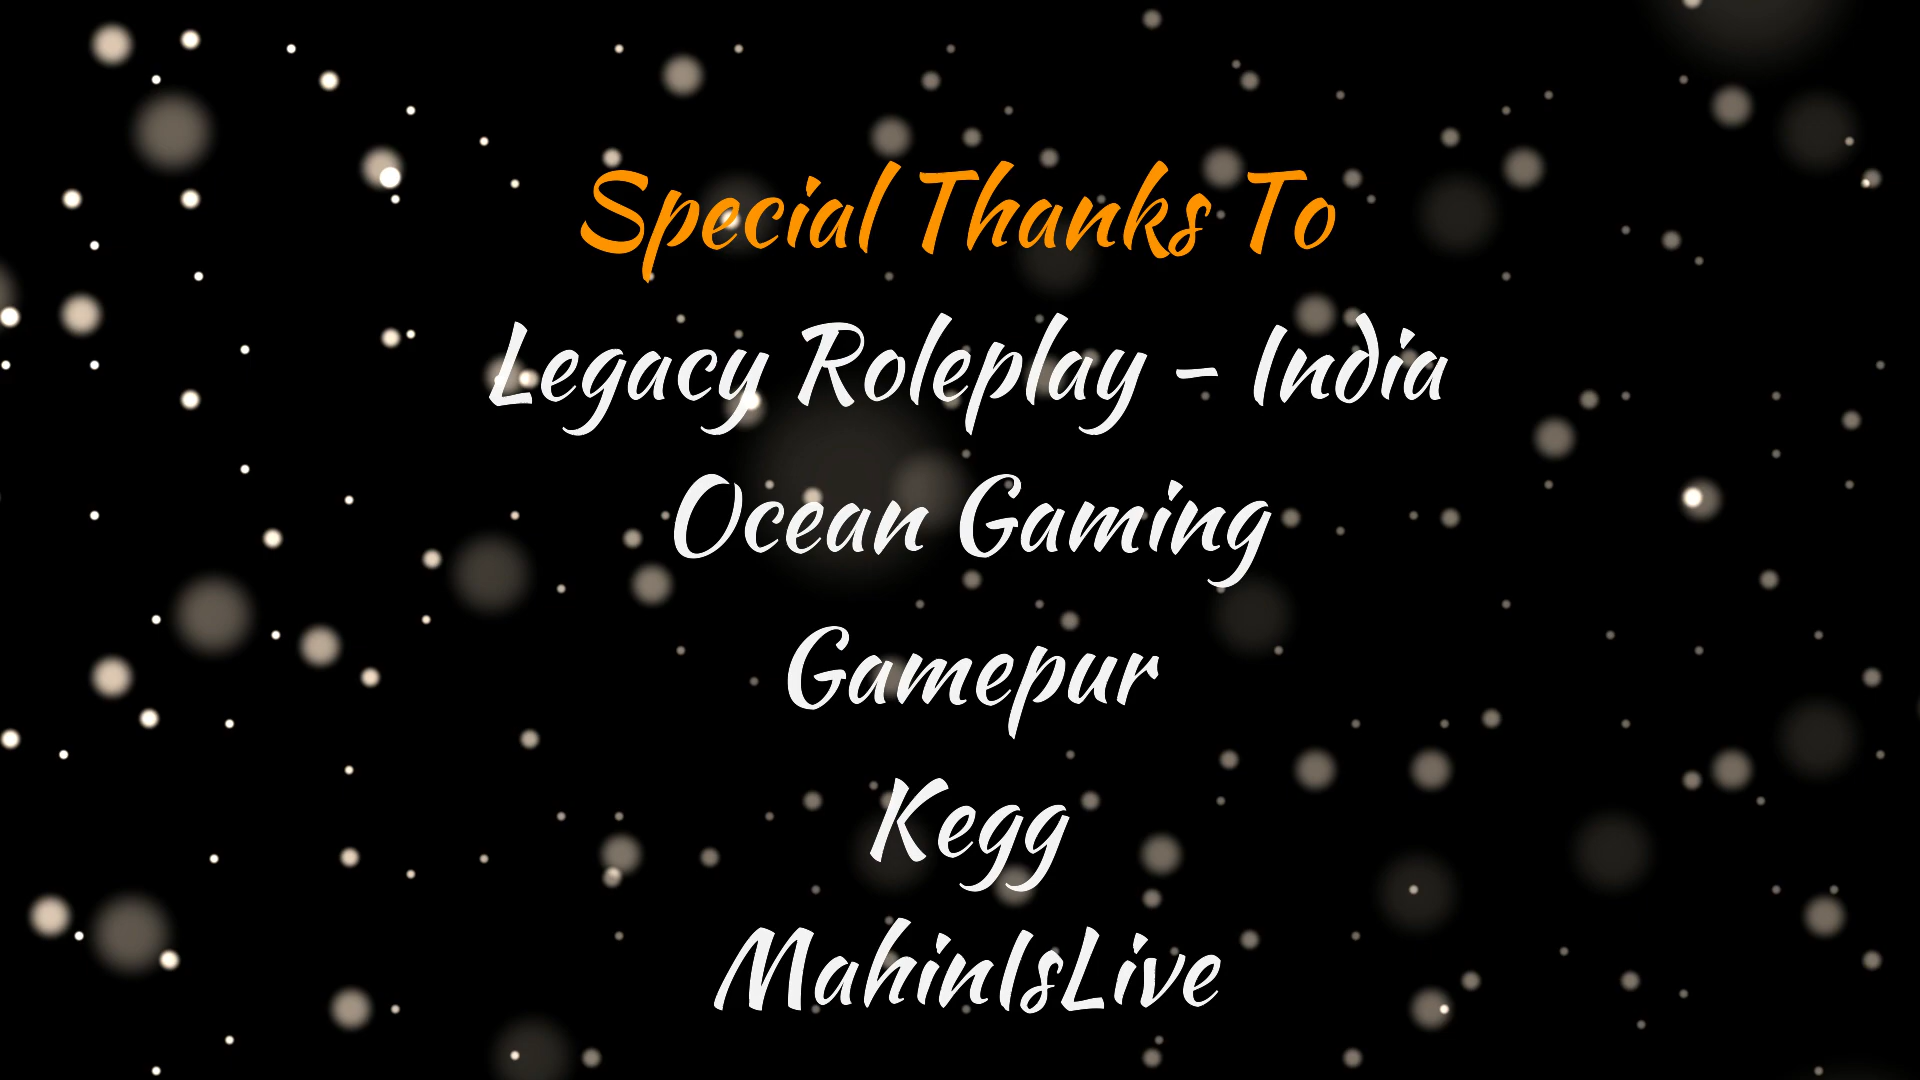 Special Thanks To
Legacy Roleplay - India
Ocean Gaming
Gamepur
Kegg
MahinIsLive